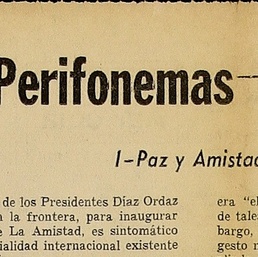 Perifonemas
I-Paz y Amistad
de los Presidentes Díaz Ordaz
la frontera, para inaugurar
La Amistad, es sintomático
ialidad internacional existente
era "el
de tales
bargo,
gesto n